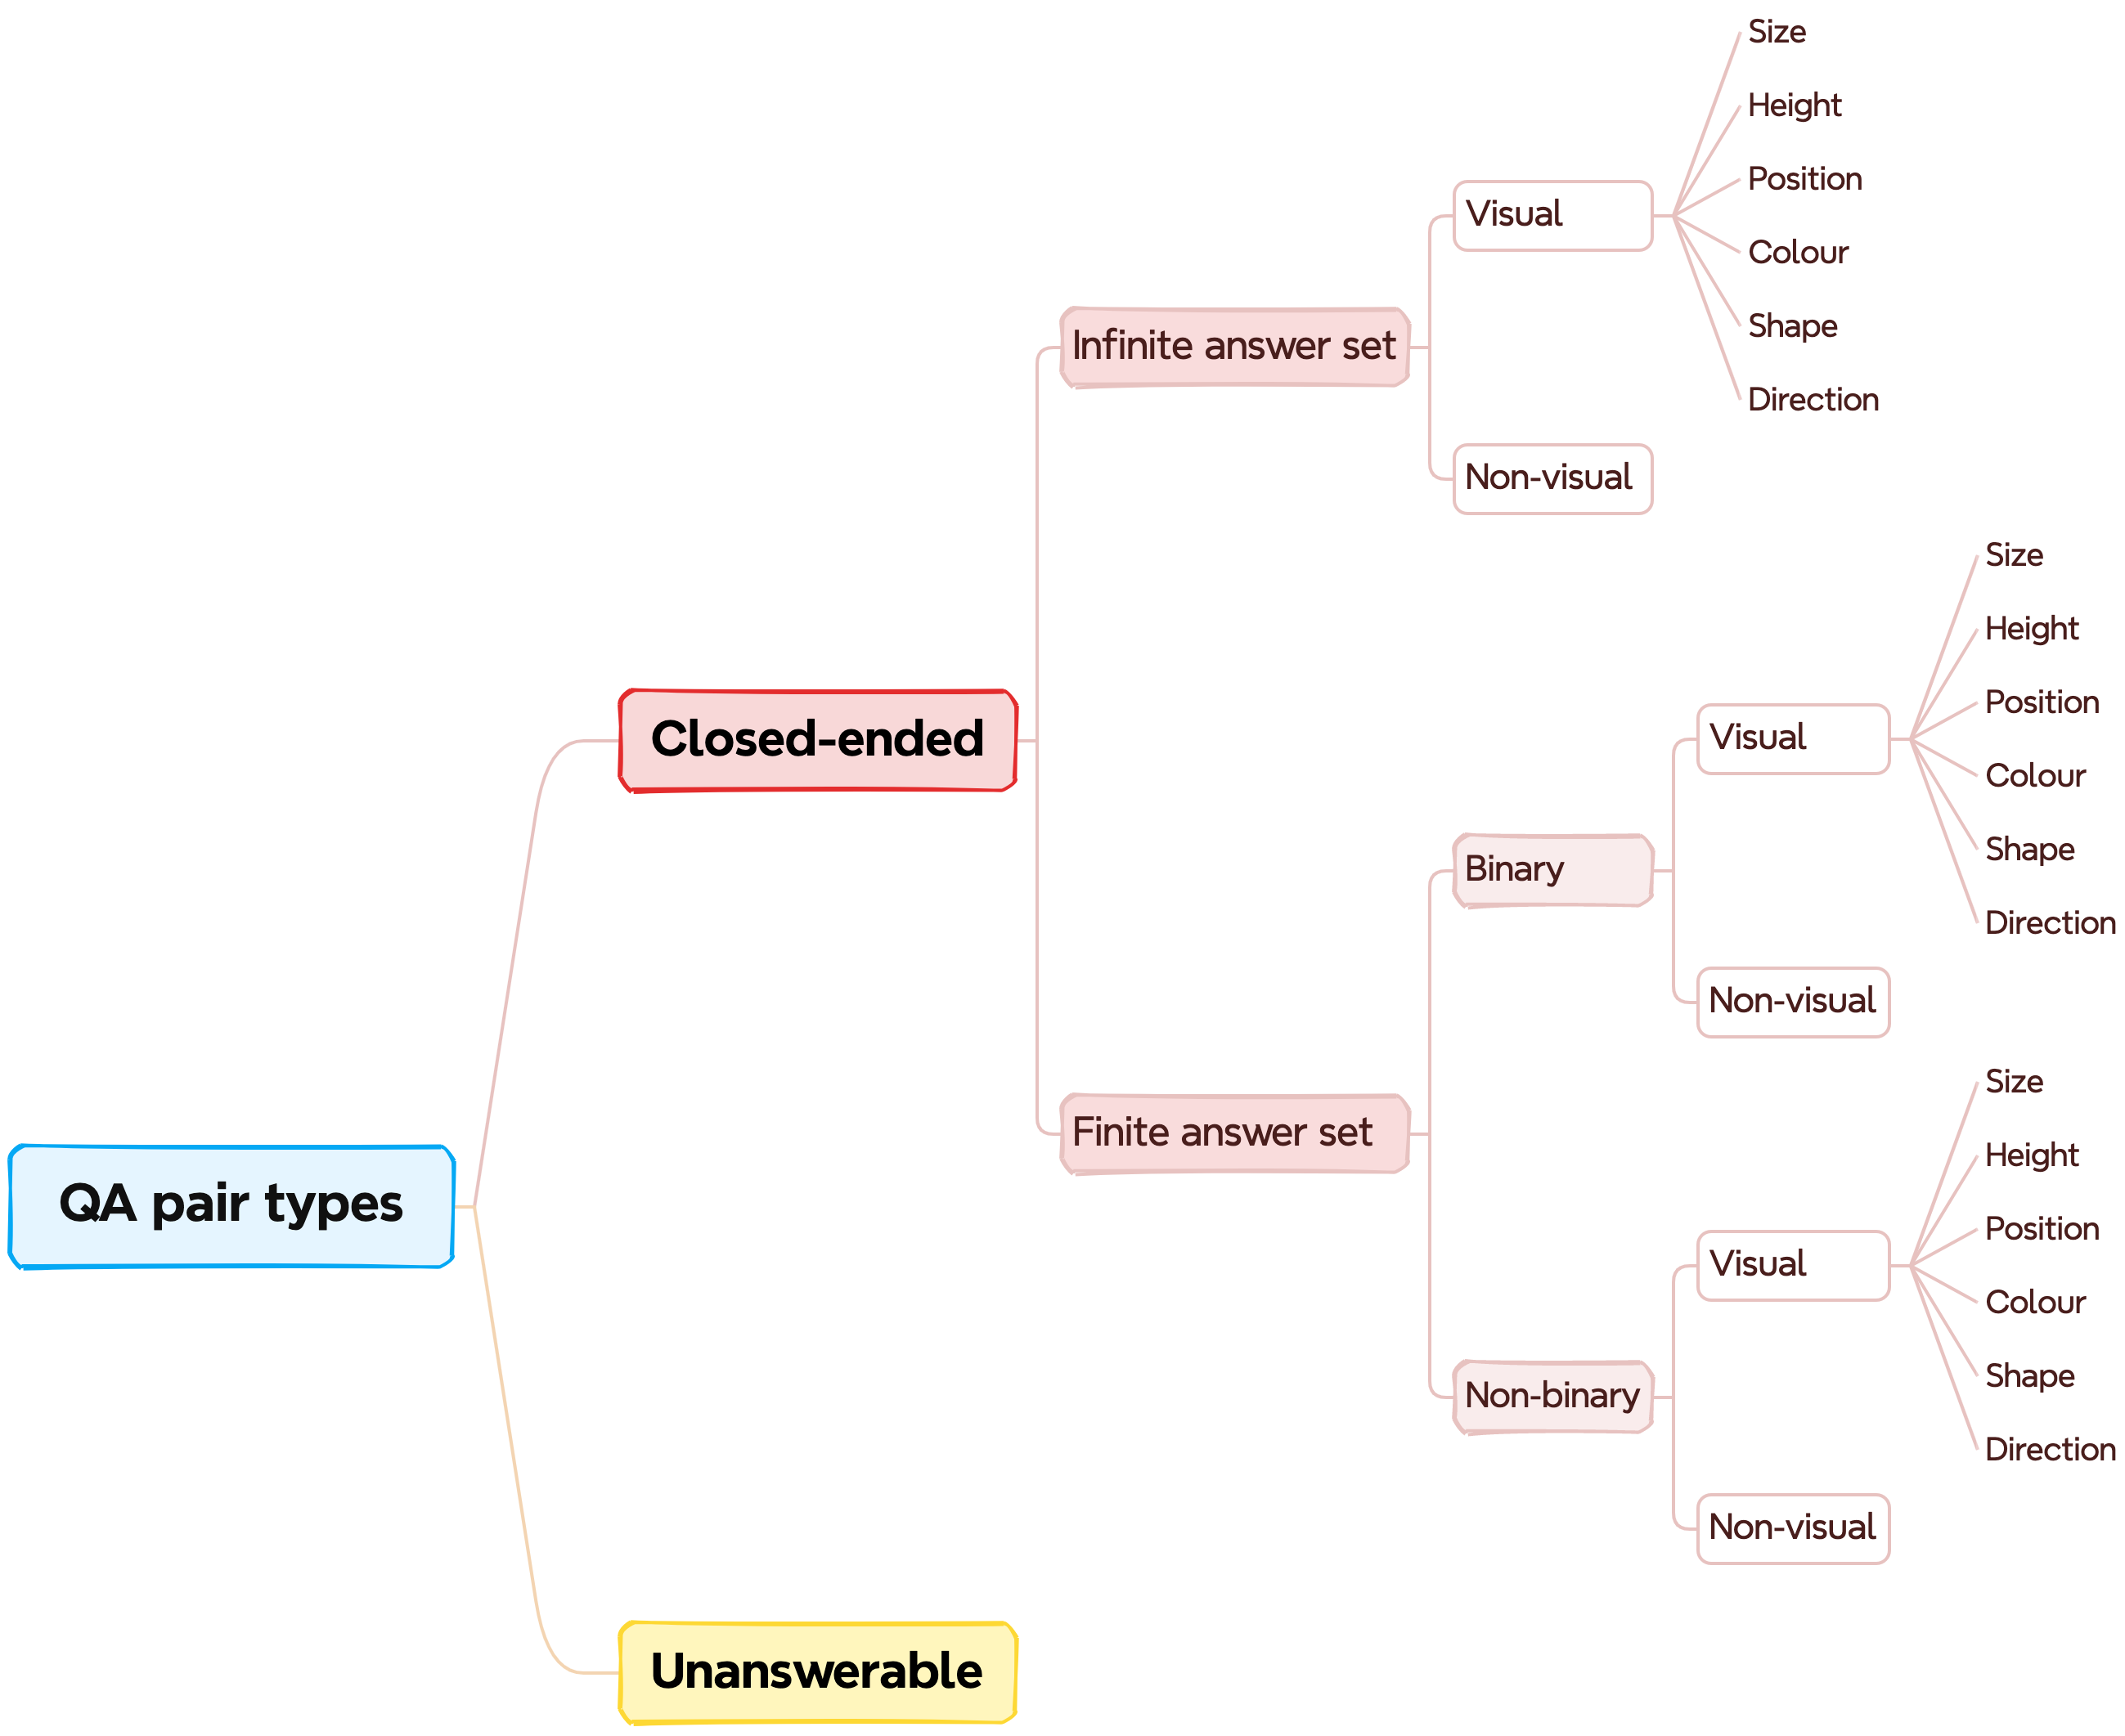 Size
Height
Position
Visual
Colour
Shape
Infinite answer set
Direction
Non-visual
Size
Height
Position
Closed-ended
Visual
Colour
Shape
Binary
Direction
Non-visual
Size
Finite answer set
Height
QA pair types
Position
Visual
Colour
Shape
Non-binary
Direction
Non-visual
Unanswerable